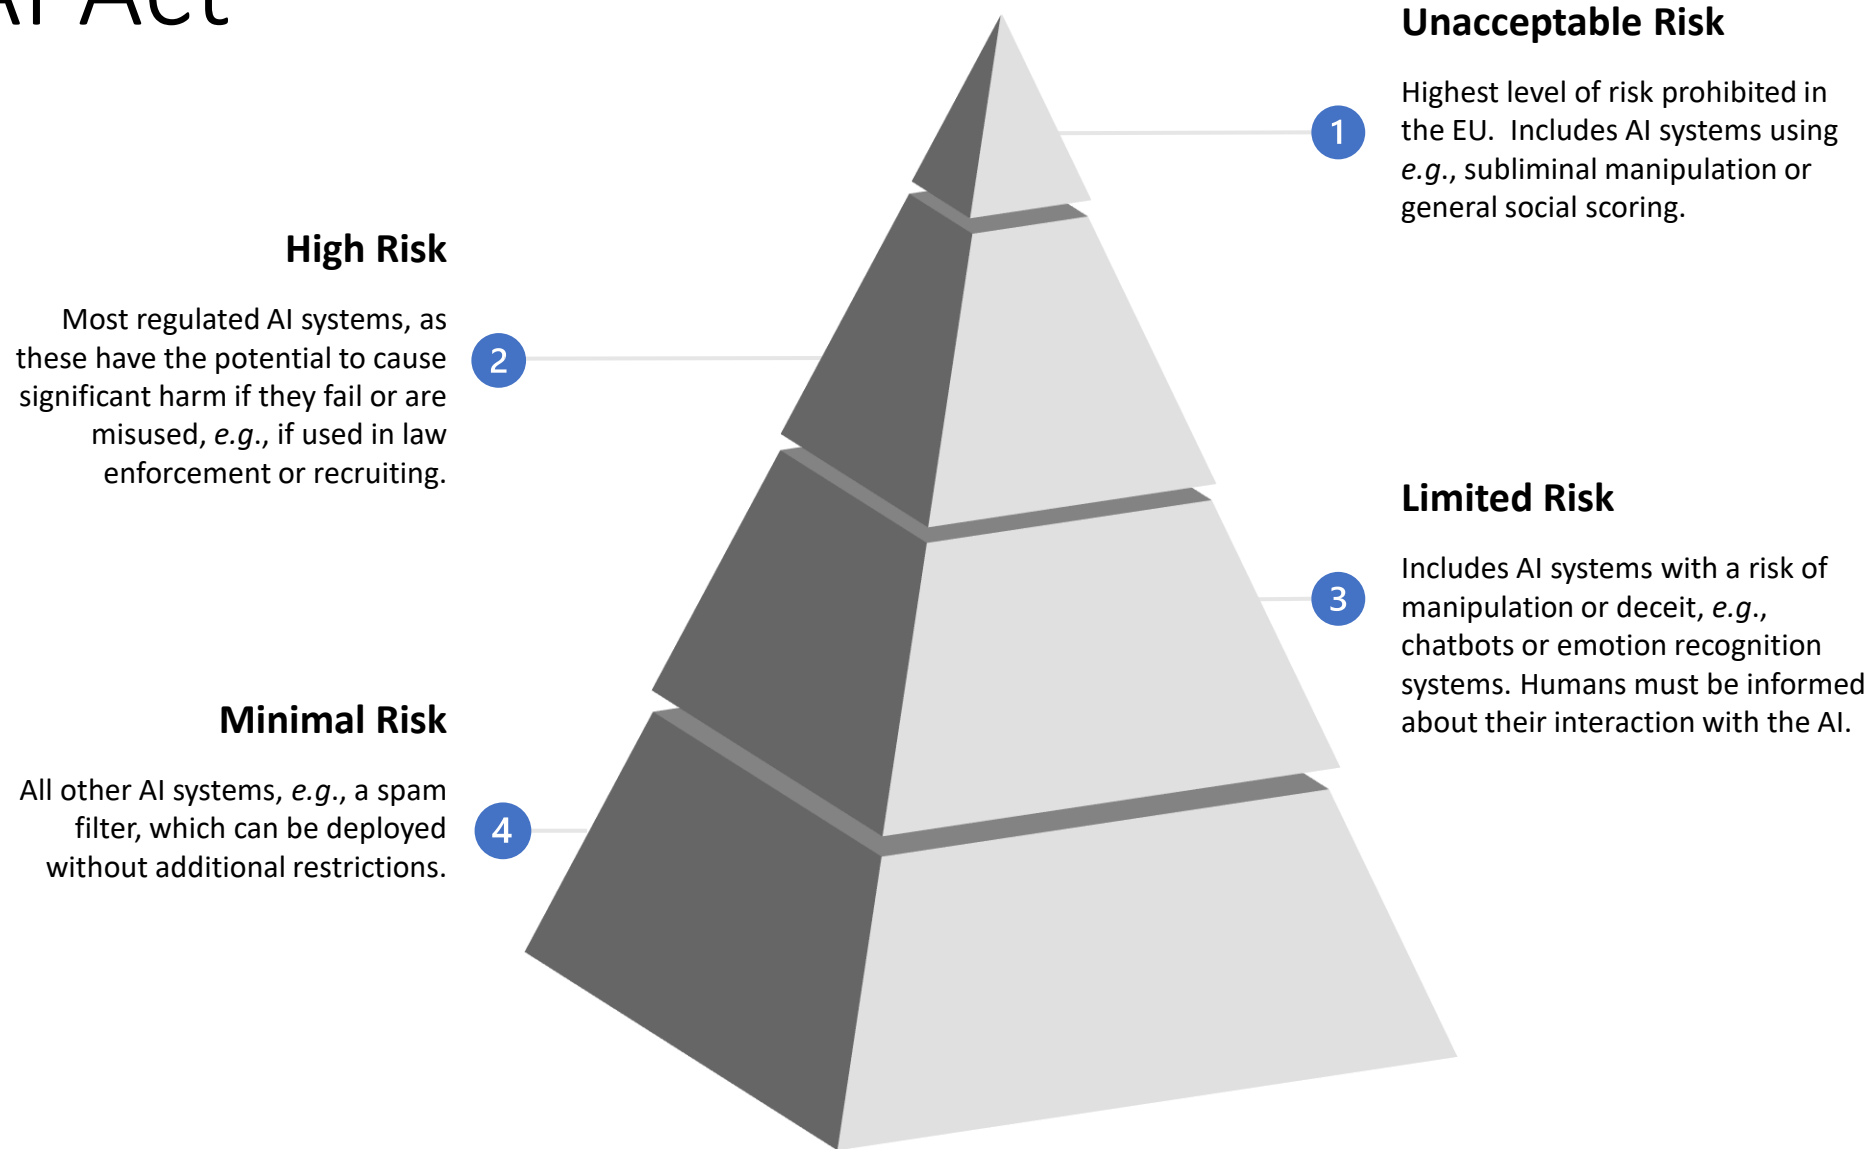 AI Act
Unacceptable Risk
Highest level of risk prohibited in
the EU.  Includes AI systems using
e.g., subliminal manipulation or
general social scoring.
1
High Risk
Most regulated AI systems, as
these have the potential to cause
significant harm if they fail or are
misused, e.g., if used in law
enforcement or recruiting.
2
Limited Risk
Includes AI systems with a risk of
manipulation or deceit, e.g.,
chatbots or emotion recognition
systems. Humans must be informed
about their interaction with the AI.
3
Minimal Risk
All other AI systems, e.g., a spam
filter, which can be deployed
without additional restrictions.
4